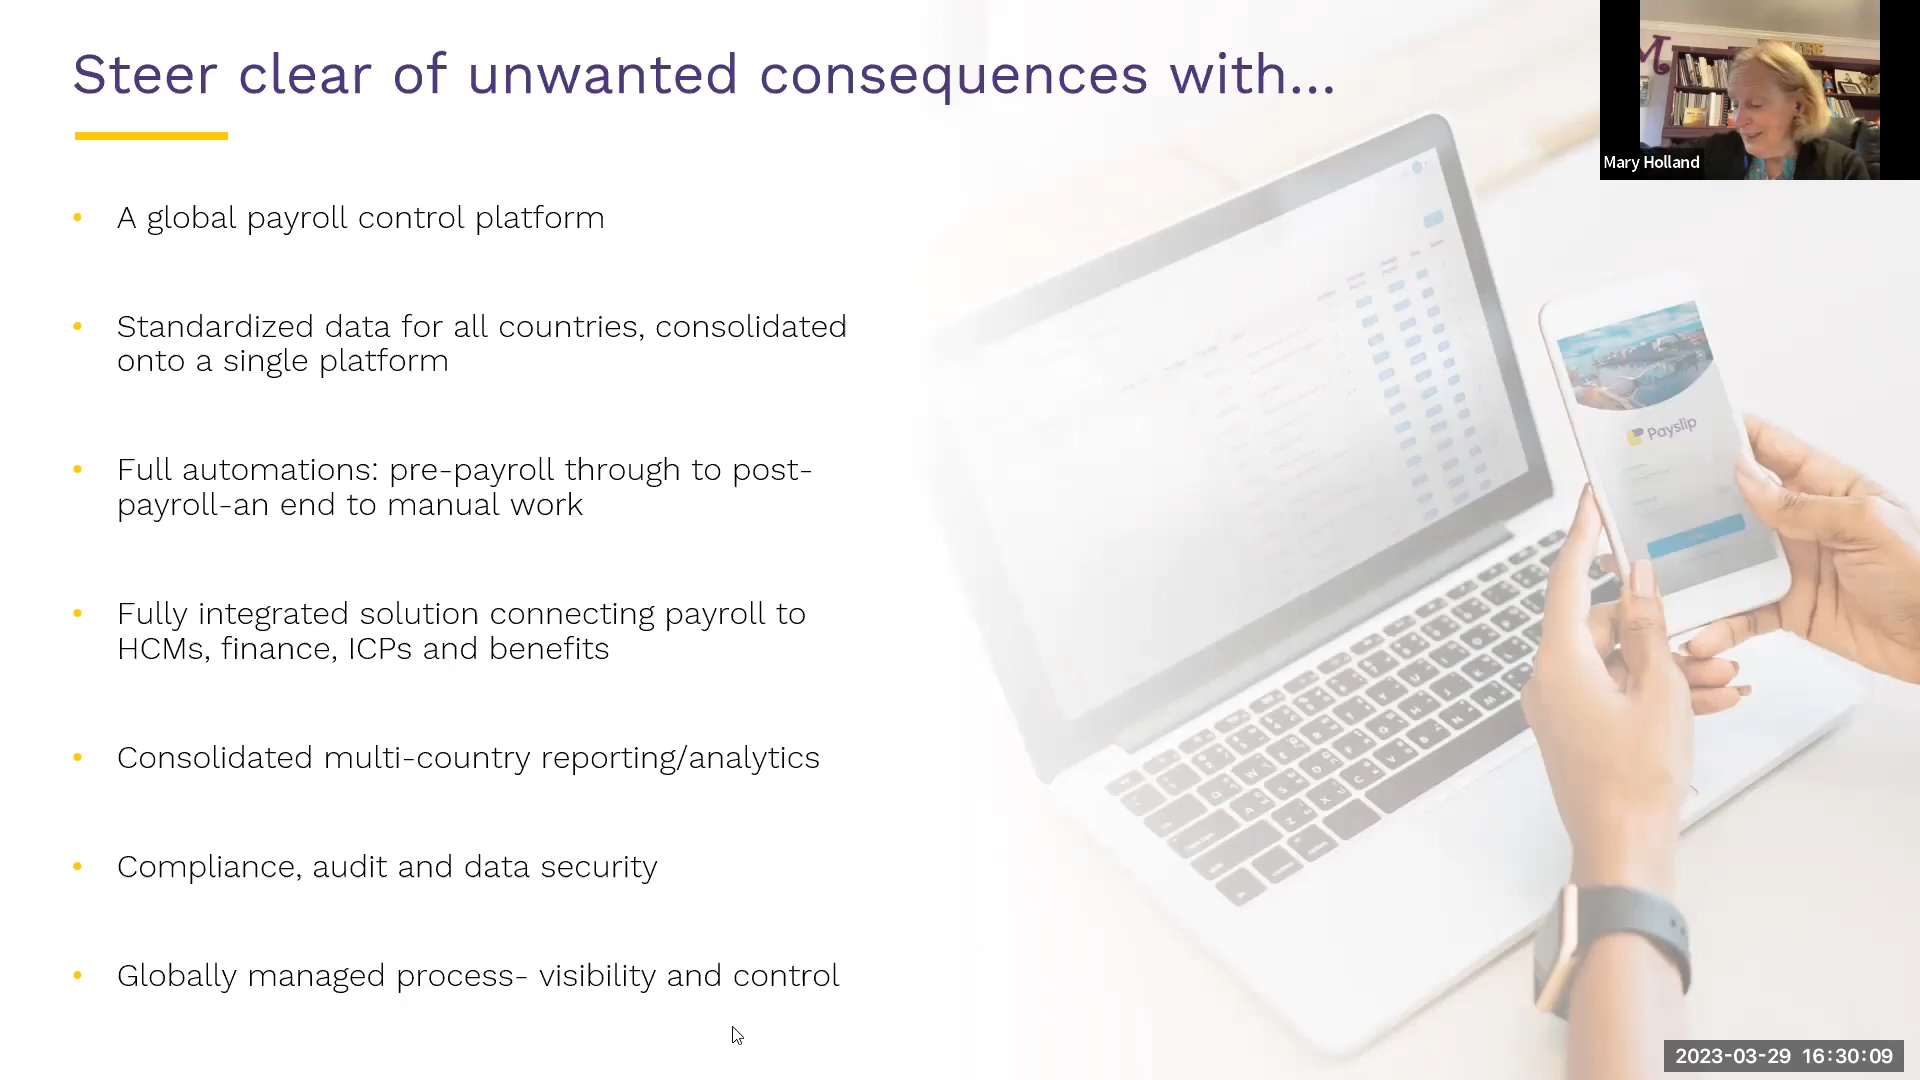 Steer clear of unwanted consequences with...
Mary Holland
• A global payroll control platform
• Standardized data for all countries, consolidated
onto a single platform
• Full automations: pre-payroll through to post-
payroll-an end to manual work
• Fully integrated solution connecting payroll to
HCMs, finance, ICPs and benefits
• Consolidated multi-country reporting/analytics
• Compliance, audit and data security
• Globally managed process- visibility and control
Payslip
2023-03-29 16:30:09